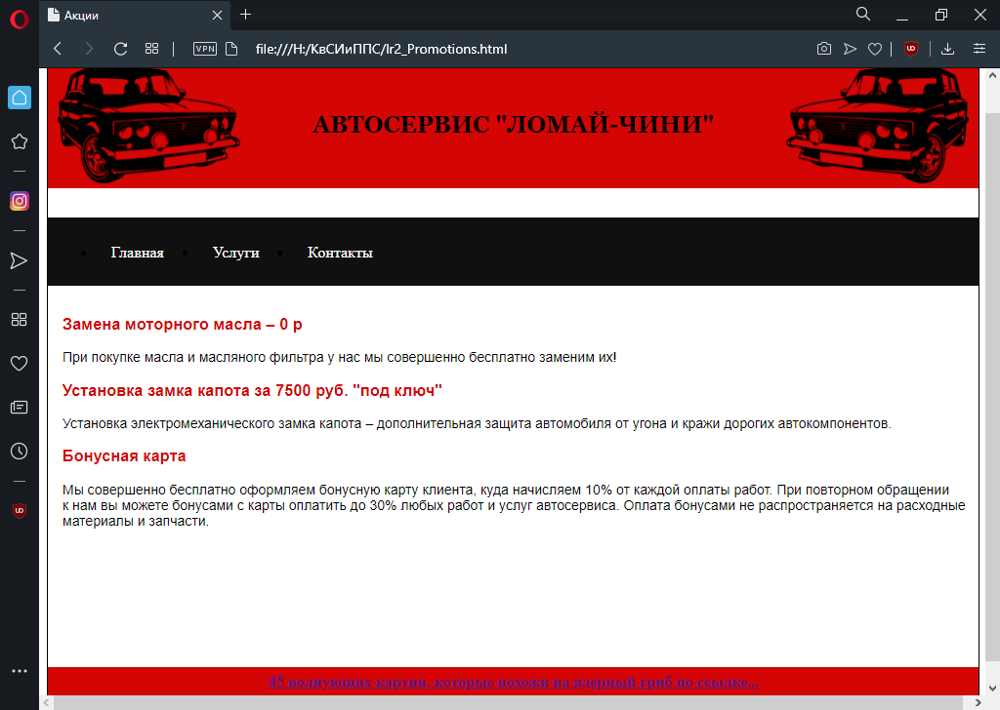 Акции
VPN
file:///H:/КвСИиППС/lr2_Promotions.html
АВТОСЕРВИС "ЛОМАЙ-ЧИНИ"
Главная Услуги Контакты
Замена моторного масла – 0 р
При покупке масла и масляного фильтра у нас мы совершенно бесплатно заменим их!
Установка замка капота за 7500 руб. "под ключ"
Установка электромеханического замка капота – дополнительная защита автомобиля от угона и кражи дорогих автокомпонентов.
Бонусная карта
Мы совершенно бесплатно оформляем бонусную карту клиента, куда начисляем 10% от каждой оплаты работ. При повторном обращении
к нам вы можете бонусами с карты оплатить до 30% любых работ и услуг автосервиса. Оплата бонусами не распространяется на расходные
материалы и запчасти.
45 волнующих картин, которые похожи на ядерный гриб по ссылке...